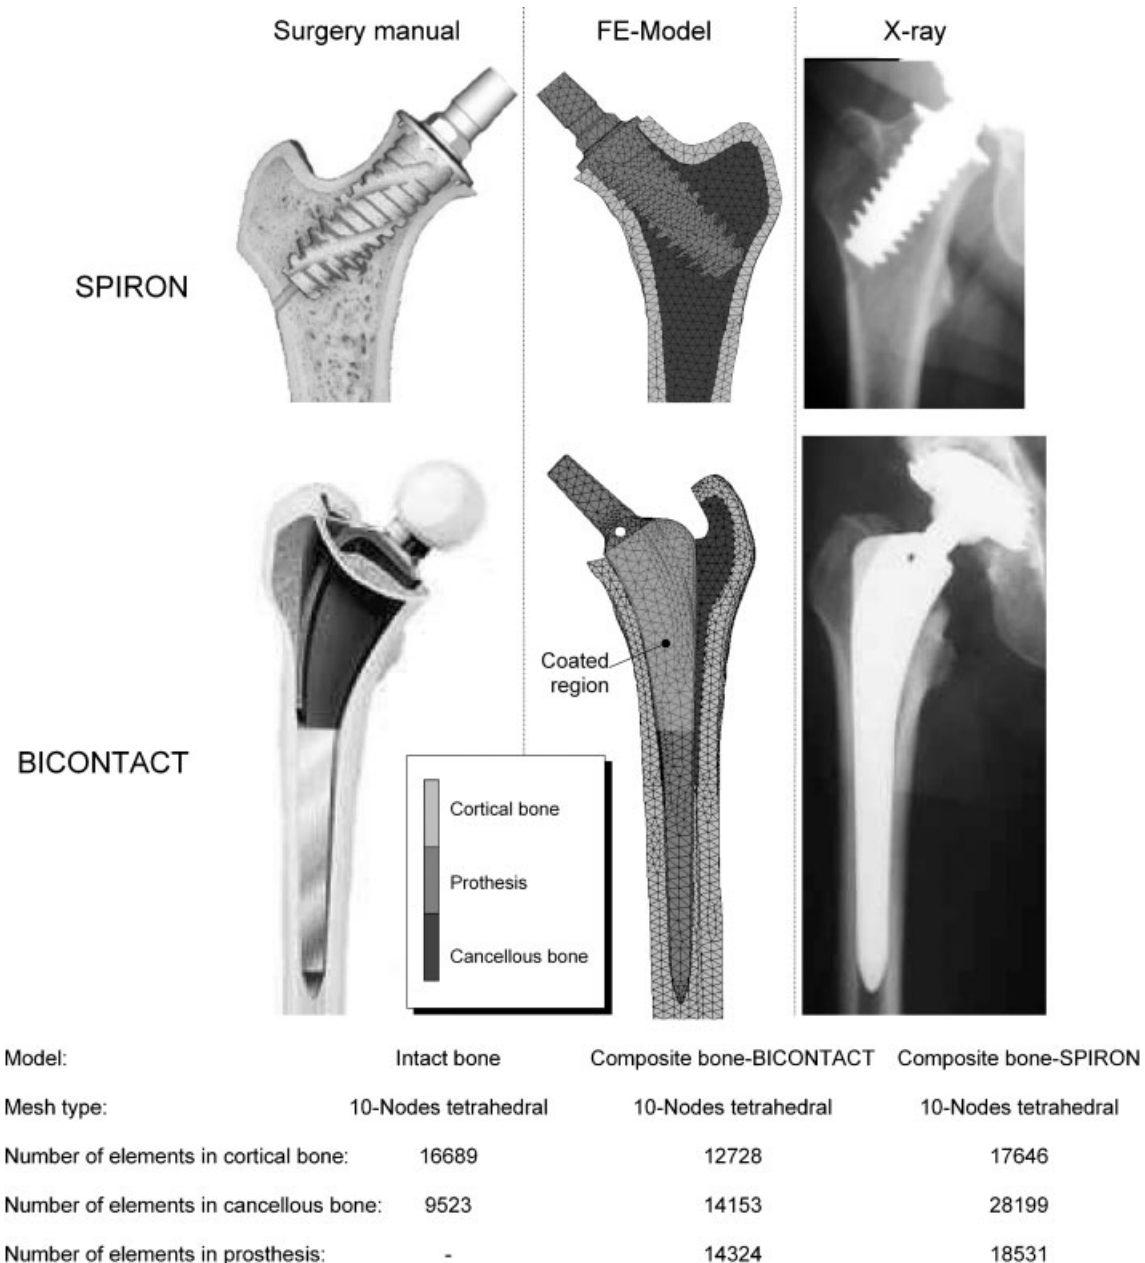 Surgery manual FE-Model X-ray
SPIRON
Coated
region
BICONTACT
Cortical bone
Prothesis
Cancellous bone
Model: Intact bone Composite bone-BICONTACT Composite bone-SPIRON
Mesh type: 10-Nodes tetrahedral 10-Nodes tetrahedral 10-Nodes tetrahedral
Number of elements in cortical bone: 16689 12728 17646
Number of elements in cancellous bone: 9523 14153 28199
Number of elements in prosthesis: - 14324 18531